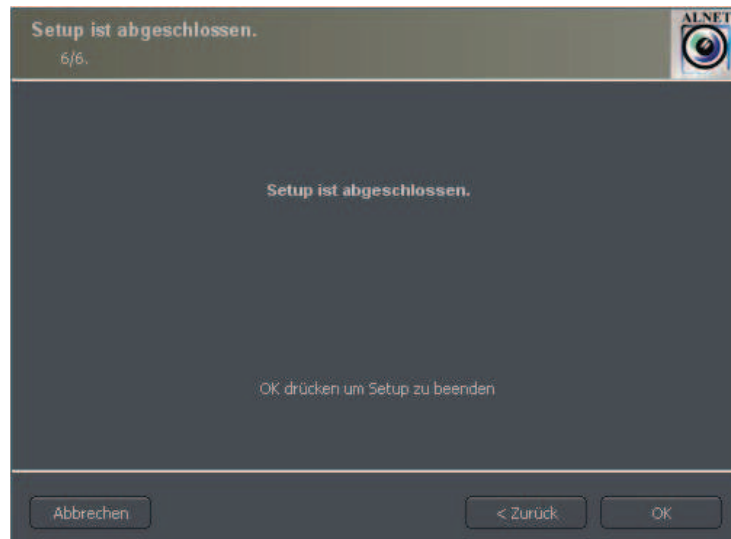 Setup ist abgeschlossen.
6/6.
ALNET
Setup ist abgeschlossen.
OK drücken um Setup zu beenden
Abbrechen
< Zurück
OK